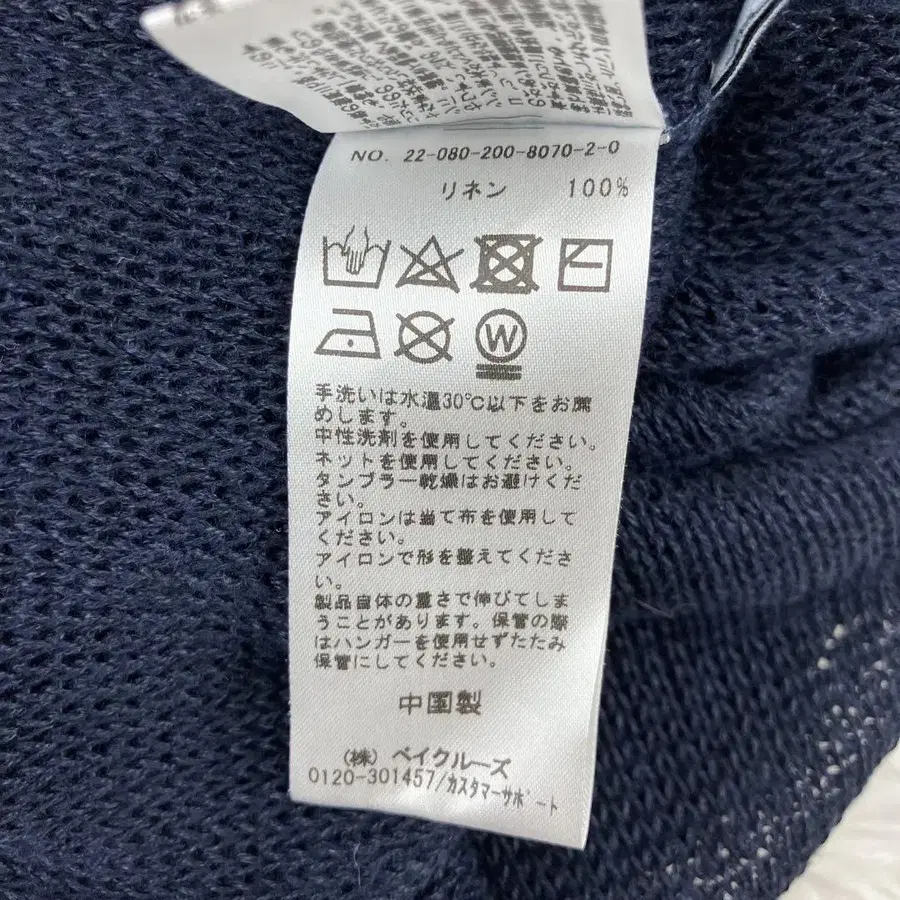 NO. 22-080-200-8070-2-0
リネン 100%
W
手洗いは水温30℃以下をお薦
めします。
中性洗剤を使用してください。
ネットを使用してください。
タンブラー乾燥はお避けくだ
さい。
アイロンは当て布を使用して
ください。
アイロンで形を整えてくださ
い。
製品自体の重さで伸びてしま
うことがあります。保管の際
はハンガーを使用せずたたみ
保管にしてください。
中国製
(株) ベイクルーズ
0120-301457/カスタマーサポート